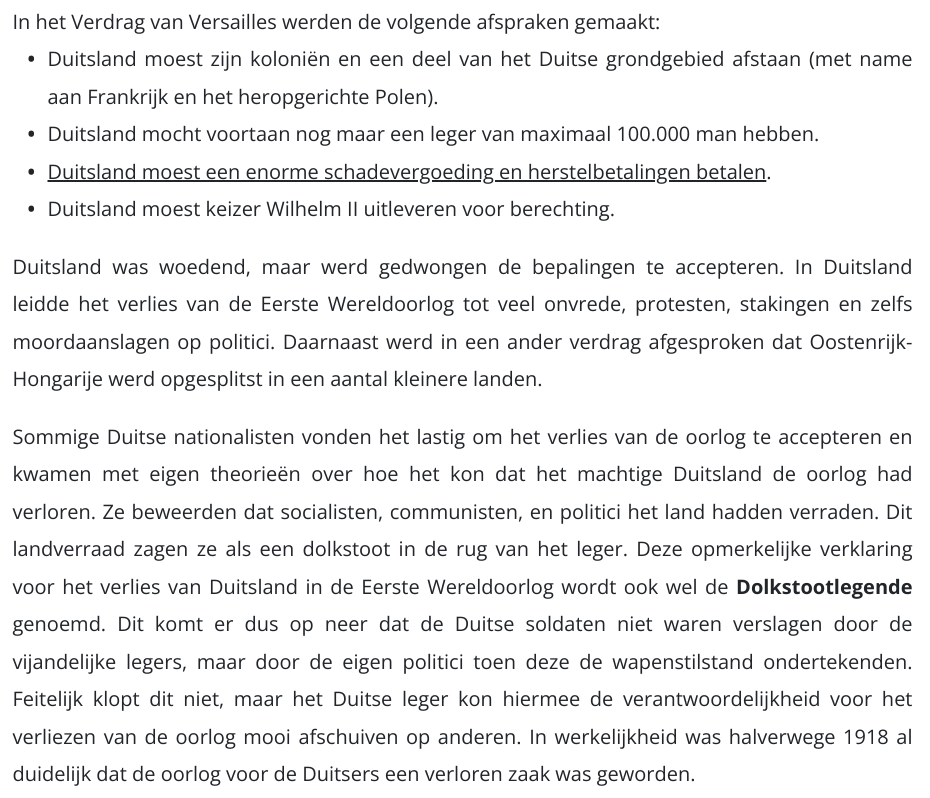 In het Verdrag van Versailles werden de volgende afspraken gemaakt:
• Duitsland moest zijn koloniën en een deel van het Duitse grondgebied afstaan (met name
aan Frankrijk en het heropgerichte Polen).
• Duitsland mocht voortaan nog maar een leger van maximaal 100.000 man hebben.
• Duitsland moest een enorme schadevergoeding en herstelbetalingen betalen.
• Duitsland moest keizer Wilhelm II uitleveren voor berechting.
Duitsland was woedend, maar werd gedwongen de bepalingen te accepteren. In Duitsland
leidde het verlies van de Eerste Wereldoorlog tot veel onvrede, protesten, stakingen en zelfs
moordaanslagen op politici. Daarnaast werd in een ander verdrag afgesproken dat Oostenrijk-
Hongarije werd opgesplitst in een aantal kleinere landen.
Sommige Duitse nationalisten vonden het lastig om het verlies van de oorlog te accepteren en
kwamen met eigen theorieën over hoe het kon dat het machtige Duitsland de oorlog had
verloren. Ze beweerden dat socialisten, communisten, en politici het land hadden verraden. Dit
landverraad zagen ze als een dolkstoot in de rug van het leger. Deze opmerkelijke verklaring
voor het verlies van Duitsland in de Eerste Wereldoorlog wordt ook wel de Dolkstootlegende
genoemd. Dit komt er dus op neer dat de Duitse soldaten niet waren verslagen door de
vijandelijke legers, maar door de eigen politici toen deze de wapenstilstand ondertekenden.
Feitelijk klopt dit niet, maar het Duitse leger kon hiermee de verantwoordelijkheid voor het
verliezen van de oorlog mooi afschuiven op anderen. In werkelijkheid was halverwege 1918 al
duidelijk dat de oorlog voor de Duitsers een verloren zaak was geworden.